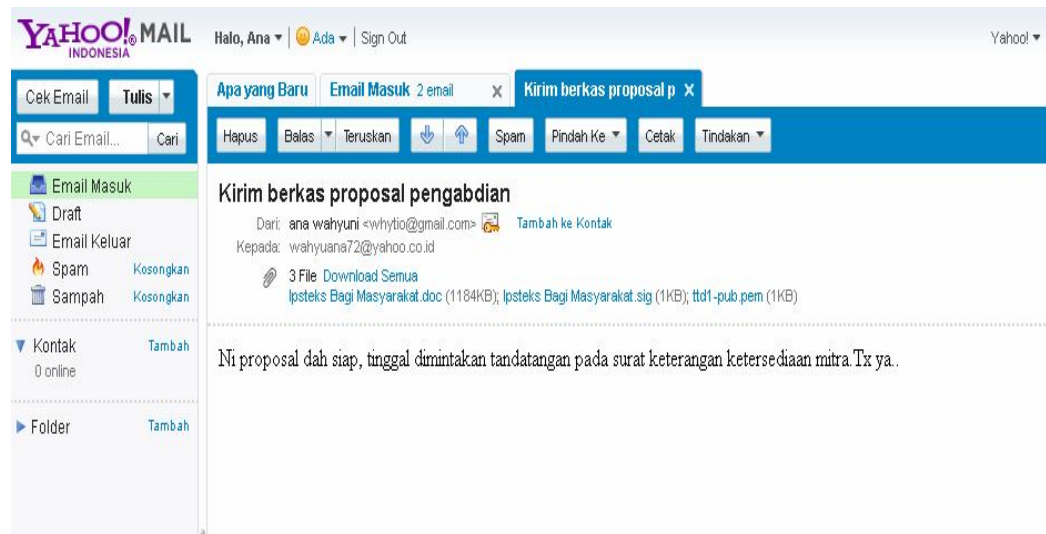 YAHOO!® MAIL
INDONESIA
Halo, Ana | Ada | Sign Out
Yahoo!
Cek Email Tulis
Apa yang Baru Email Masuk 2 email X Kirim berkas proposal p X
Cari Email... Cari
Hapus Balas Teruskan Spam Pindah Ke Cetak Tindakan
Email Masuk
Draft
Email Keluar
Spam Kosongkan
Sampah Kosongkan
Kontak Tambah
0 online
Folder Tambah
Kirim berkas proposal pengabdian
Dari: ana wahyuni <whytio@gmail.com> Tambah ke Kontak
Kepada: wahyuana72@yahoo.co.id
3 File Download Semua
Ipsteks Bagi Masyarakat.doc (1184KB); Ipsteks Bagi Masyarakat.sig (1KB); ttd1-pub.pem (1KB)
Ni proposal dah siap, tinggal dimintakan tandatangan pada surat keterangan ketersediaan mitra.Tx ya..